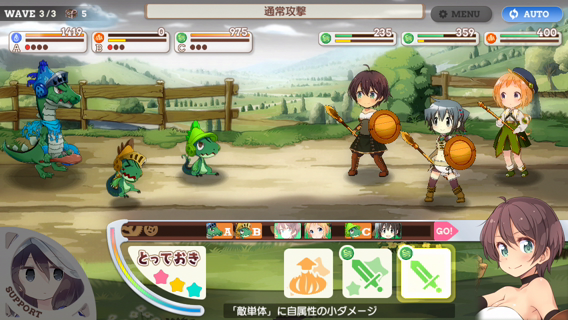 WAVE 3/3 5
通常攻撃
MENU
AUTO
1419
0
975
235
359
400
A
B
C
A B C GO!
とっておき
SUPPORT
「敵単体」に自属性の小ダメージ